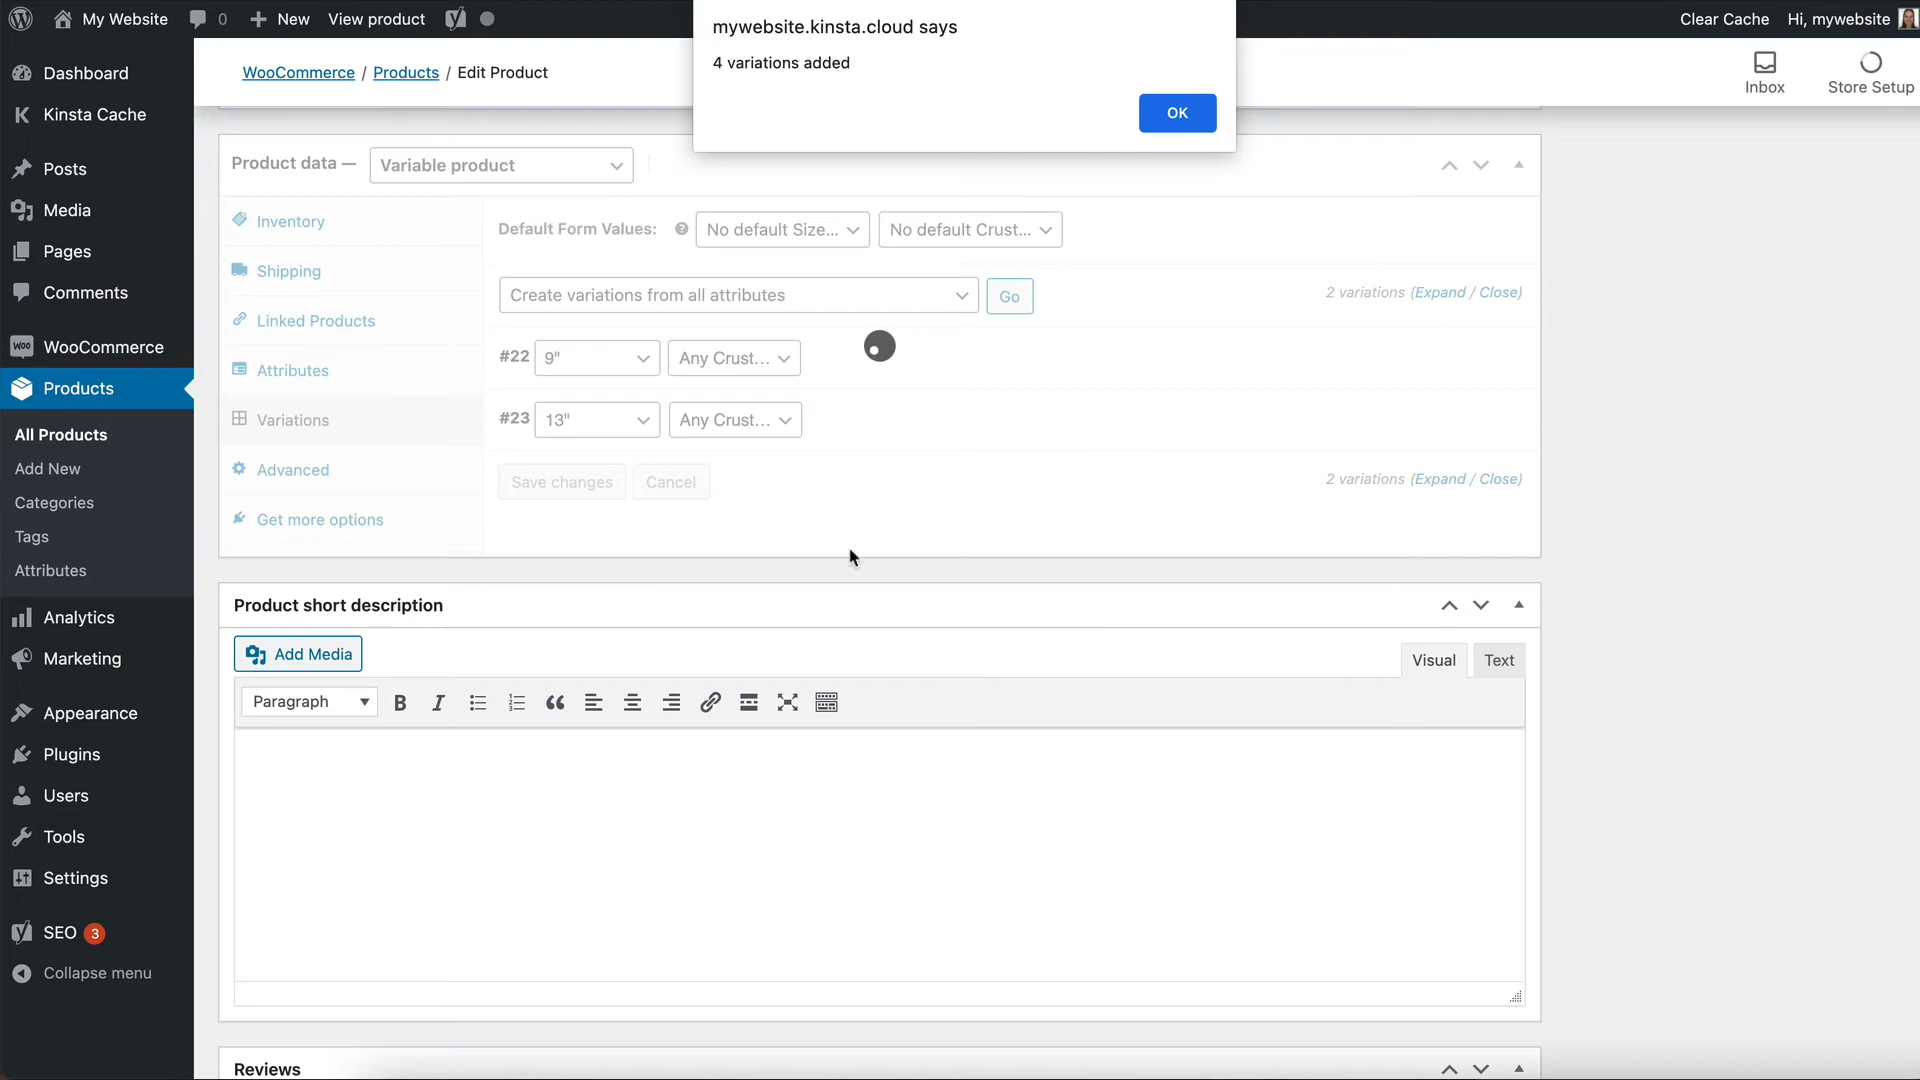 My Website 0 New View product Clear Cache Hi, mywebsite
mywebsite.kinsta.cloud says
4 variations added
OK
WooCommerce / Products / Edit Product
Inbox
Store Setup
Dashboard
Kinsta Cache
Posts
Media
Pages
Comments
WooCommerce
Products
All Products
Add New
Categories
Tags
Attributes
Analytics
Marketing
Appearance
Plugins
Users
Tools
Settings
SEO 3
Collapse menu
Product data — Variable product
Inventory
Shipping
Linked Products
Attributes
Variations
Advanced
Get more options
Default Form Values: No default Size... No default Crust...
Create variations from all attributes Go 2 variations (Expand / Close)
#22 9" Any Crust...
#23 13" Any Crust...
Save changes Cancel 2 variations (Expand / Close)
Product short description
Add Media
Visual Text
Paragraph
Reviews